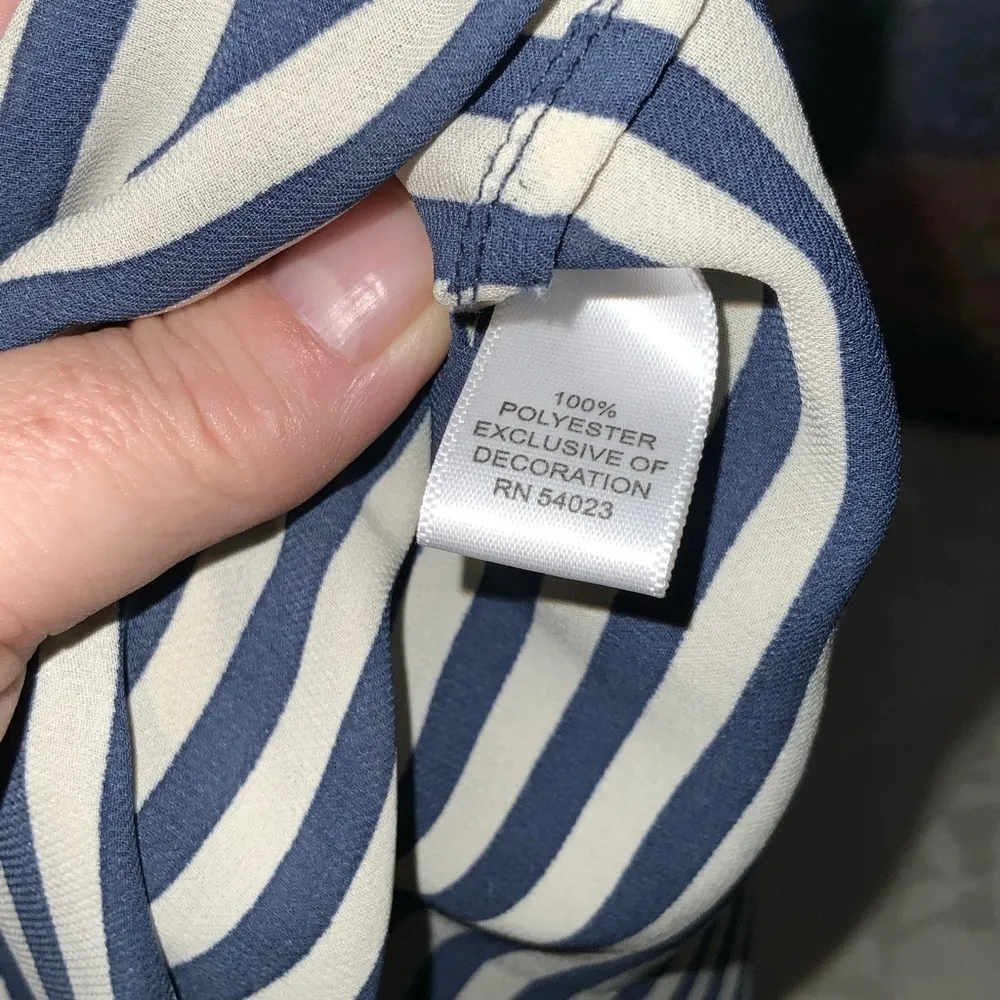 100%
POLYESTER
EXCLUSIVE OF
DECORATION
RN 54023